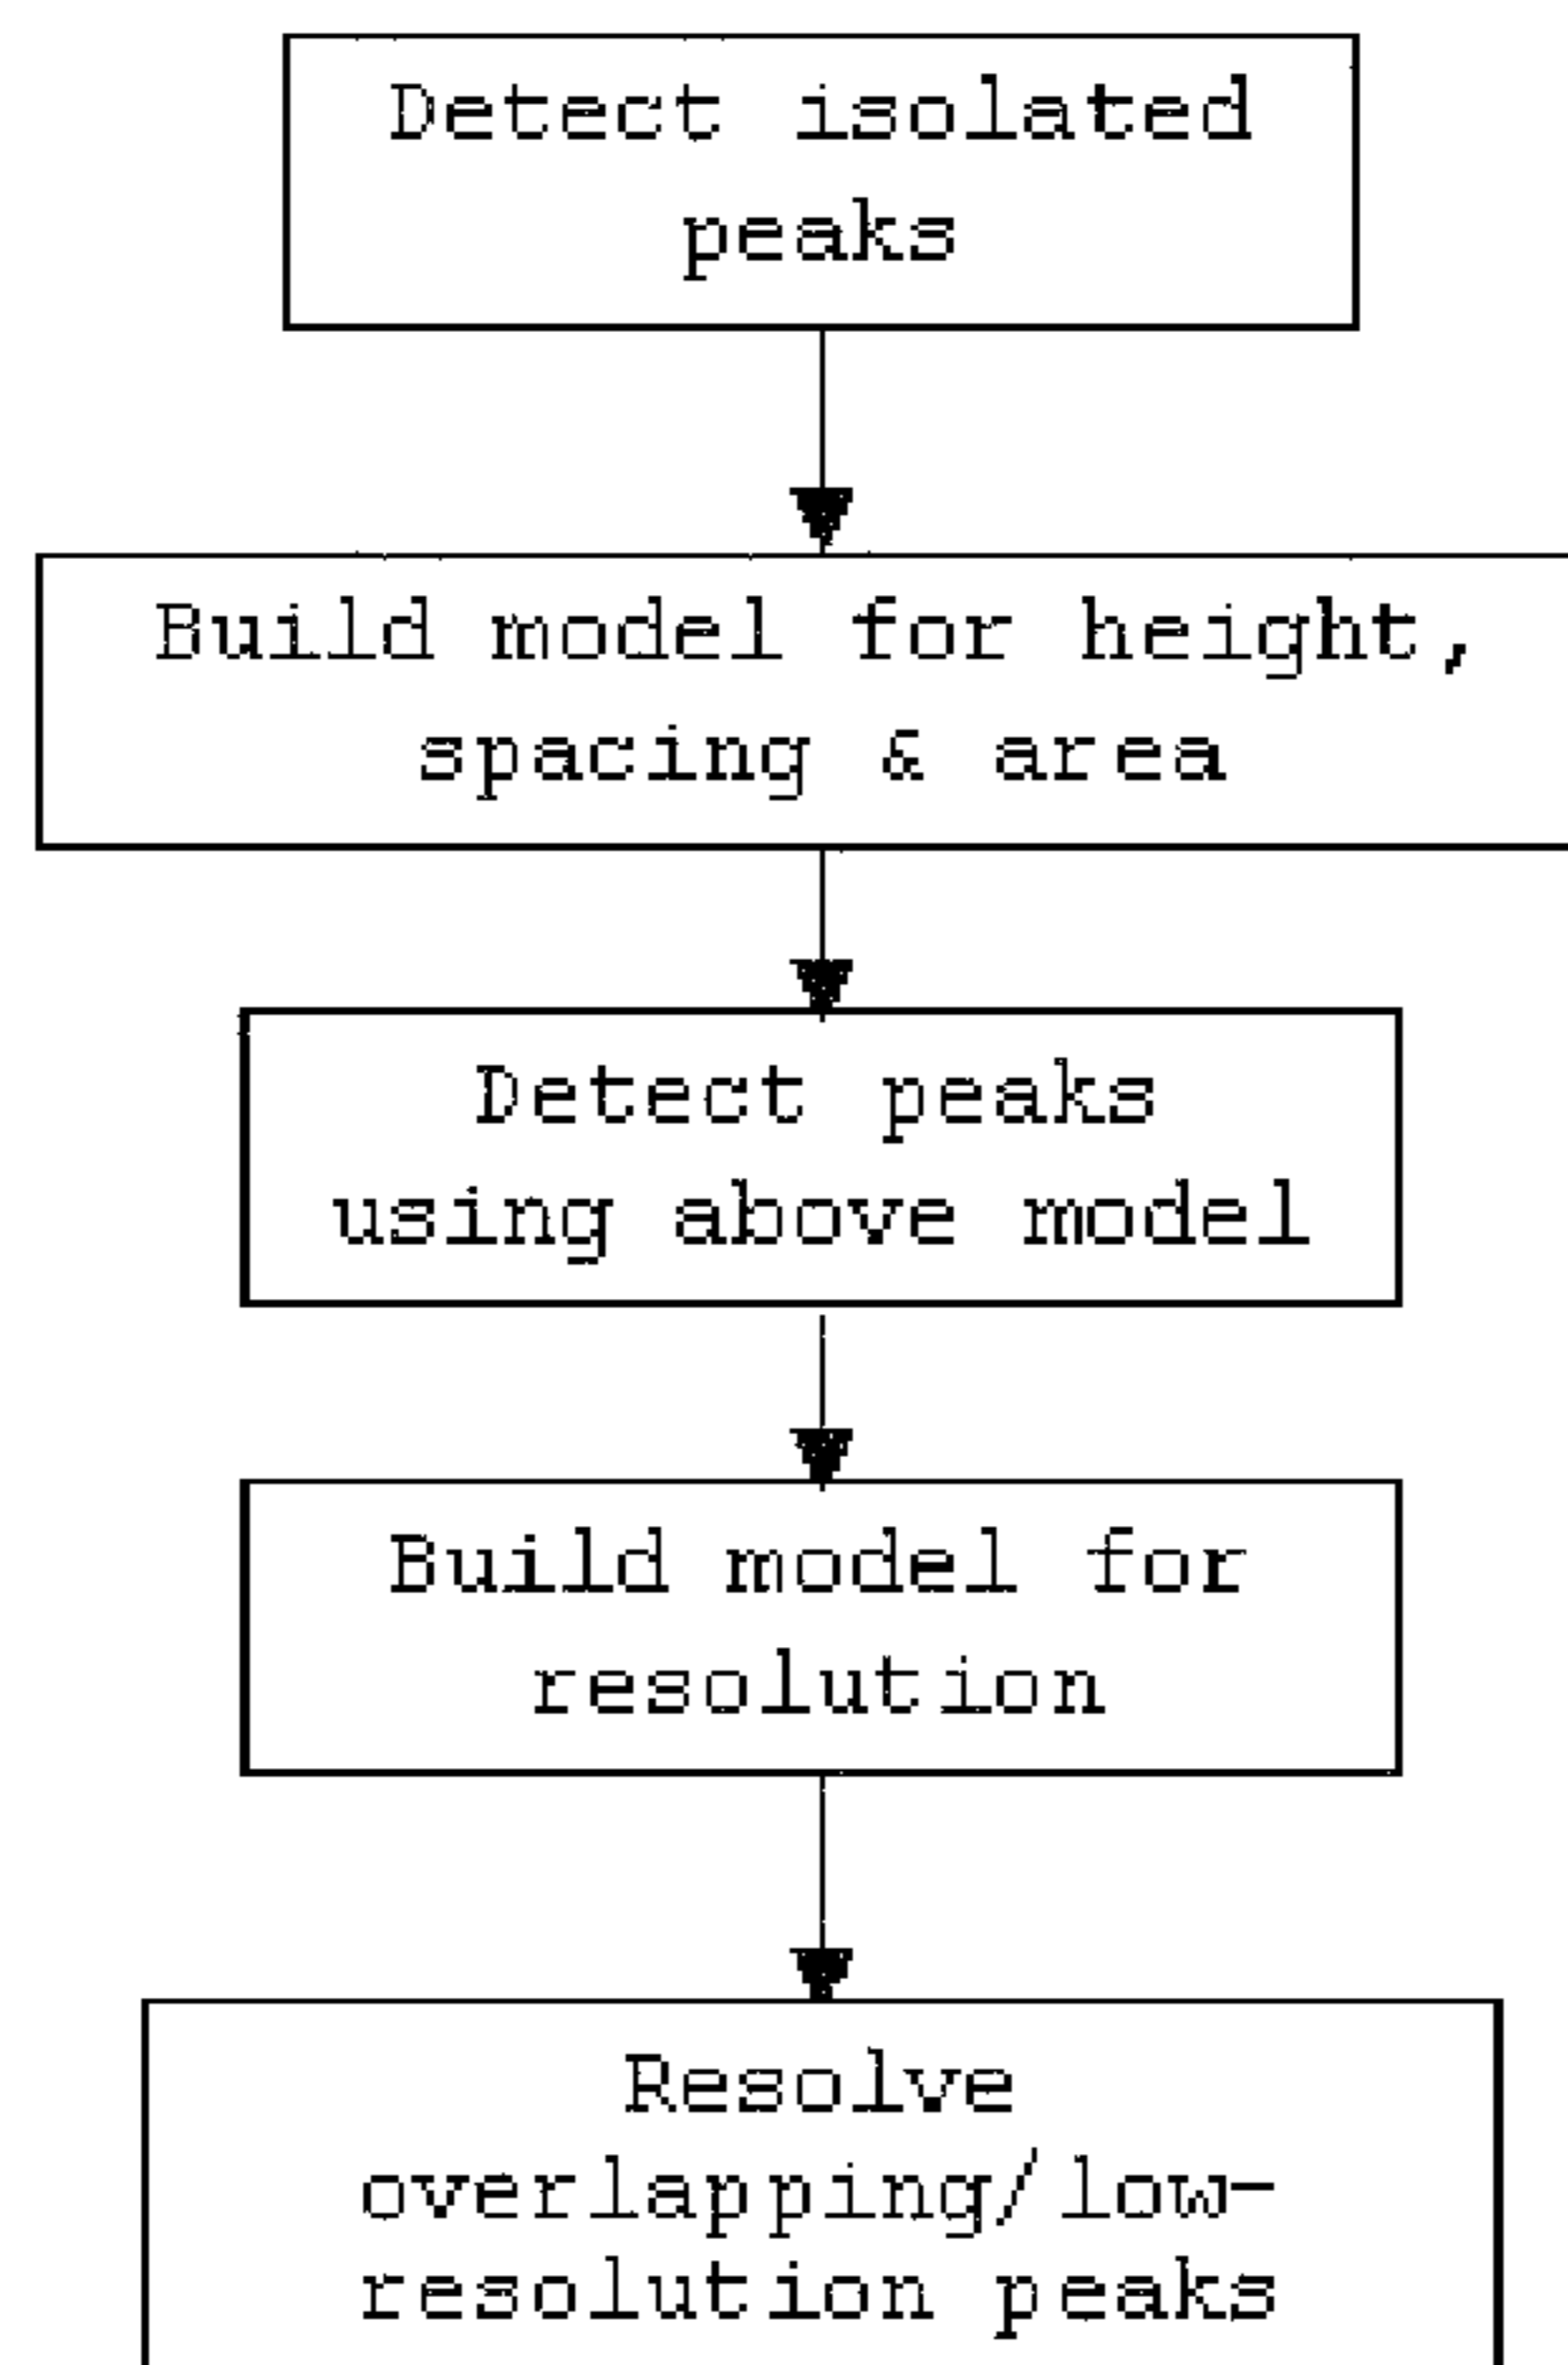 Detect isolated
peaks
Build model for height,
spacing & area
Detect peaks
using above model
Build model for
resolution
Resolve
overlapping/low-
resolution peaks